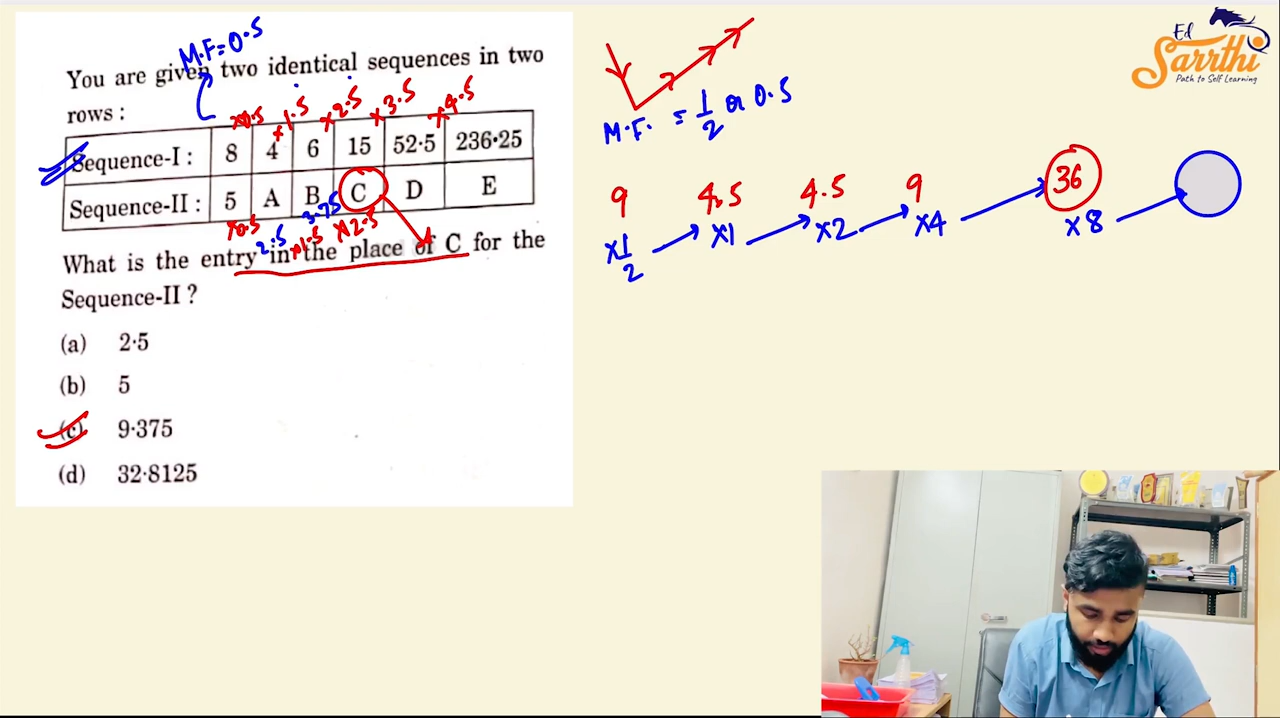 M.F=0.5
You are given two identical sequences in two
rows :
×0.5 ×1.5 ×2.5 ×3.5 ×4.5
Sequence-I : 8 4 6 15 52·5 236·25
Sequence-II : 5 A B C D E
×0.5 2.5 ×1.5 3.75 ×2.5
What is the entry in the place of C for the
Sequence-II ?
(a) 2·5
(b) 5
(c) 9·375
(d) 32·8125
M.F. = 1/2 or 0.5
9 4.5 4.5 9 36
×1/2 ×1 ×2 ×4 ×8
Ed
Sarrthi
Path to Self Learning